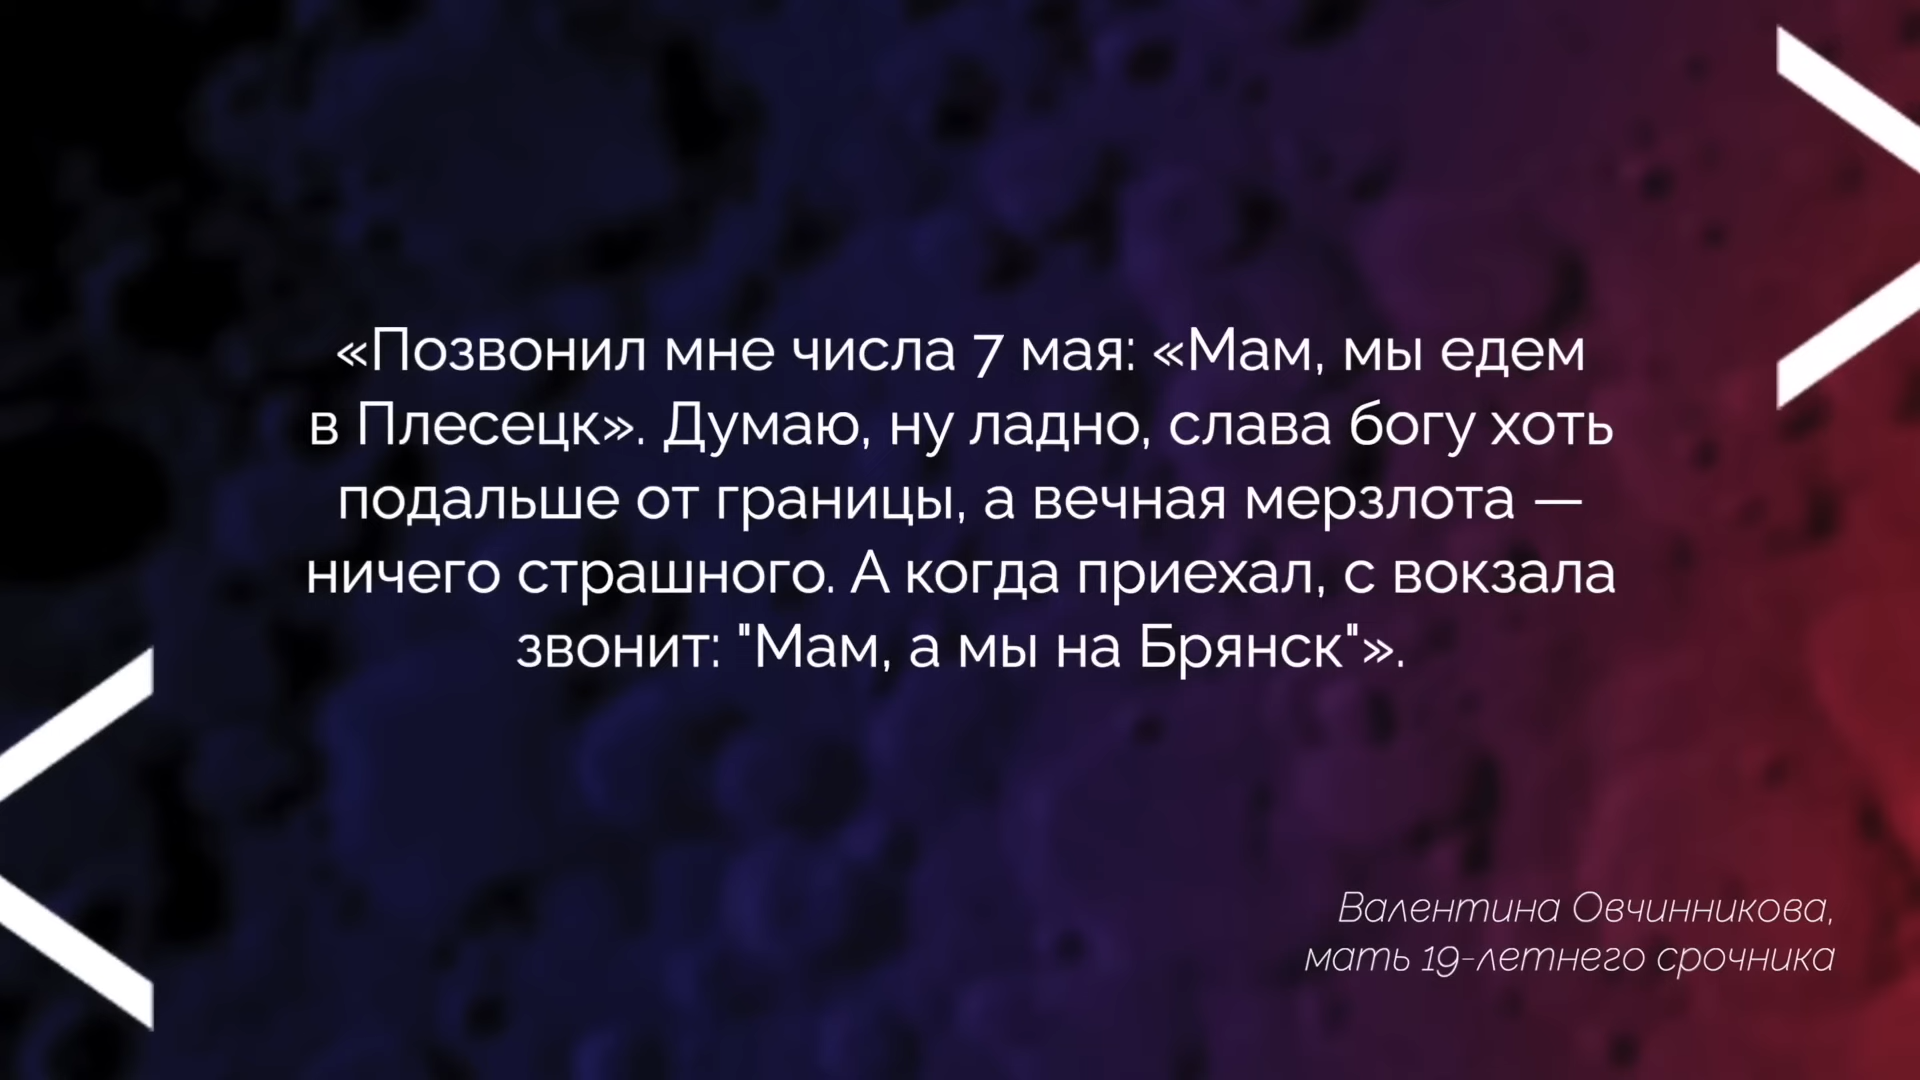 «Позвонил мне числа 7 мая: «Мам, мы едем
в Плесецк». Думаю, ну ладно, слава богу хоть
подальше от границы, а вечная мерзлота —
ничего страшного. А когда приехал, с вокзала
звонит: "Мам, а мы на Брянск"».
Валентина Овчинникова,
мать 19-летнего срочника